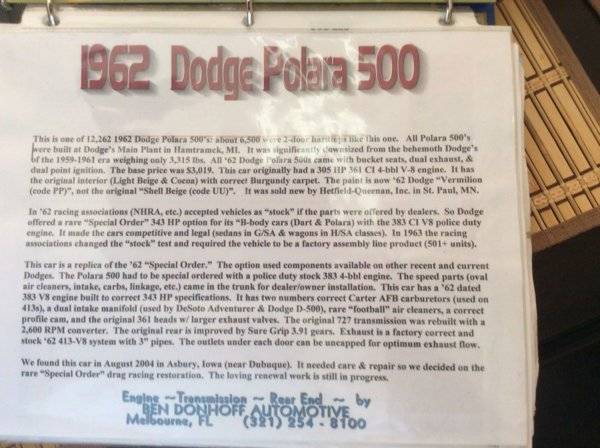 1962 Dodge Polara 500
This is one of 12,262 1962 Dodge Polara 500's: about 6,500 were 2-door hardtops like this one. All Polara 500's
were built at Dodge's Main Plant in Hamtramck, MI. It was significantly downsized from the behemoth Dodge's
of the 1959-1961 era weighing only 3,315 lbs. All '62 Dodge Polara 500s came with bucket seats, dual exhaust, &
dual point ignition. The base price was $3,019. This car originally had a 305 HP 361 CI 4-bbl V-8 engine. It has
the original interior (Light Beige & Cocoa) with correct Burgundy carpet. The paint is now '62 Dodge "Vermilion
(code PP)", not the original "Shell Beige (code UU)". It was sold new by Hetfield-Queenan, Inc. in St. Paul, MN.
In '62 racing associations (NHRA, etc.) accepted vehicles as "stock" if the parts were offered by dealers. So Dodge
offered a rare "Special Order" 343 HP option for its "B-body cars (Dart & Polara) with the 383 CI V8 police duty
engine. It made the cars competitive and legal (sedans in G/SA & wagons in H/SA classes). In 1963 the racing
associations changed the "stock" test and required the vehicle to be a factory assembly line product (501+ units).
This car is a replica of the '62 "Special Order." The option used components available on other recent and current
Dodges. The Polara 500 had to be special ordered with a police duty stock 383 4-bbl engine. The speed parts (oval
air cleaners, intake, carbs, linkage, etc.) came in the trunk for dealer/owner installation. This car has a '62 dated
383 V8 engine built to correct 343 HP specifications. It has two numbers correct Carter AFB carburetors (used on
413s), a dual intake manifold (used by DeSoto Adventurer & Dodge D-500), rare "football" air cleaners, a correct
profile cam, and the original 361 heads w/ larger exhaust valves. The original 727 transmission was rebuilt with a
2,600 RPM converter. The original rear is improved by Sure Grip 3.91 gears. Exhaust is a factory correct and
stock '62 413-V8 system with 3" pipes. The outlets under each door can be uncapped for optimum exhaust flow.
We found this car in August 2004 in Asbury, Iowa (near Dubuque). It needed care & repair so we decided on the
rare "Special Order" drag racing restoration. The loving renewal work is still in progress.
Engine ~ Transmission ~ Rear End ~ by
BEN DONHOFF AUTOMOTIVE
Melbourne, FL (321) 254 - 8100